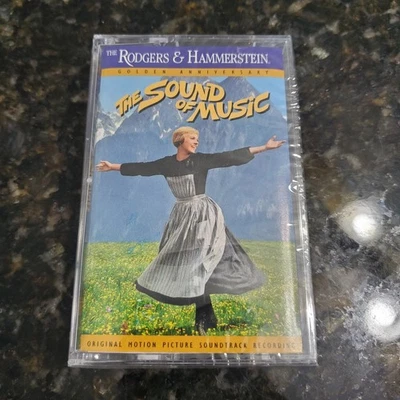 THE RODGERS & HAMMERSTEIN
GOLDEN ANNIVERSARY
THE SOUND
OF MUSIC
ORIGINAL MOTION PICTURE SOUNDTRACK RECORDING